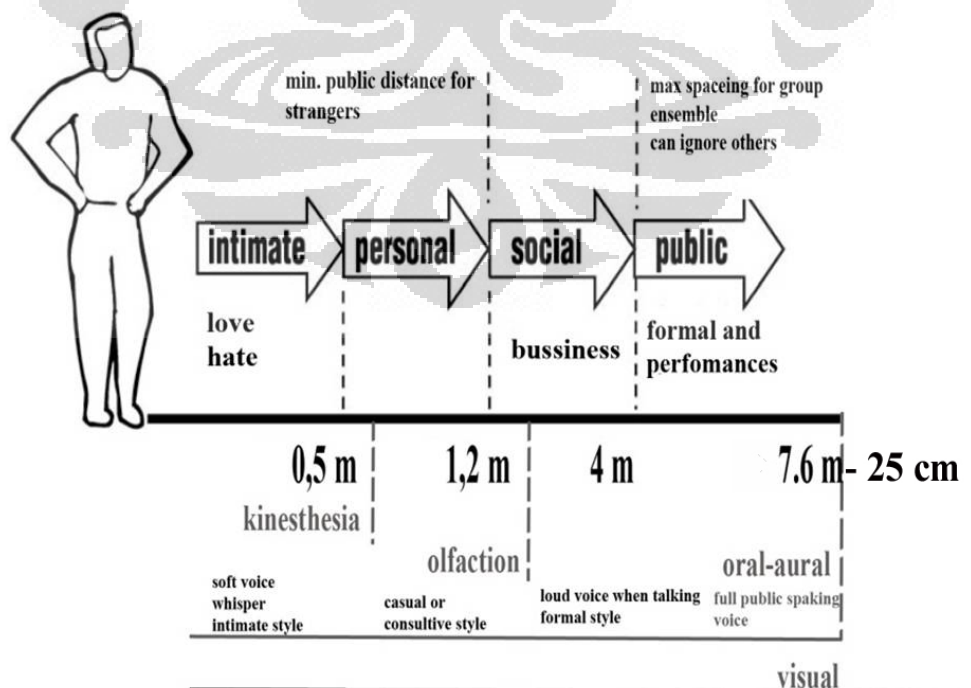 min. public distance for
strangers
max spaceing for group
ensemble
can ignore others
intimate
personal
social
public
love
hate
bussiness
formal and
perfomances
0,5 m
1,2 m
4 m
7.6 m- 25 cm
kinesthesia
olfaction
oral-aural
soft voice
whisper
intimate style
casual or
consultive style
loud voice when talking
formal style
full public spaking
voice
visual